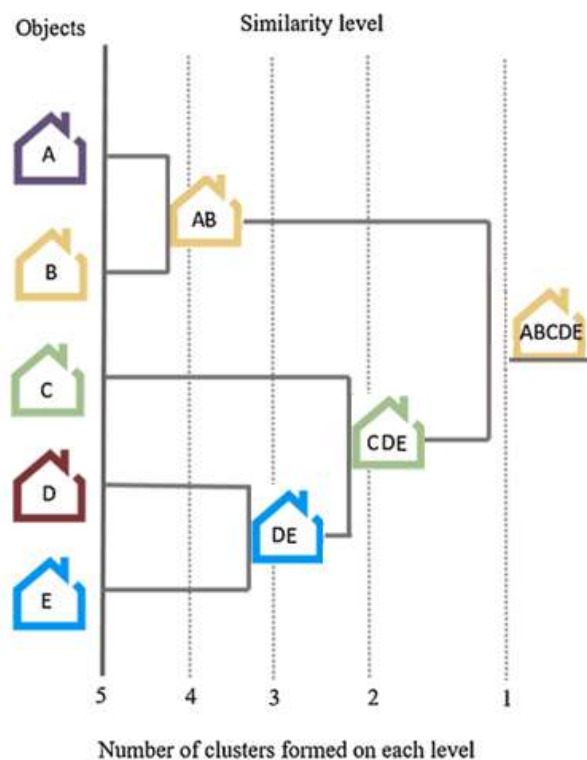 Objects Similarity level
A
AB
B
ABCDE
C
CDE
D
DE
E
5 4 3 2 1
Number of clusters formed on each level